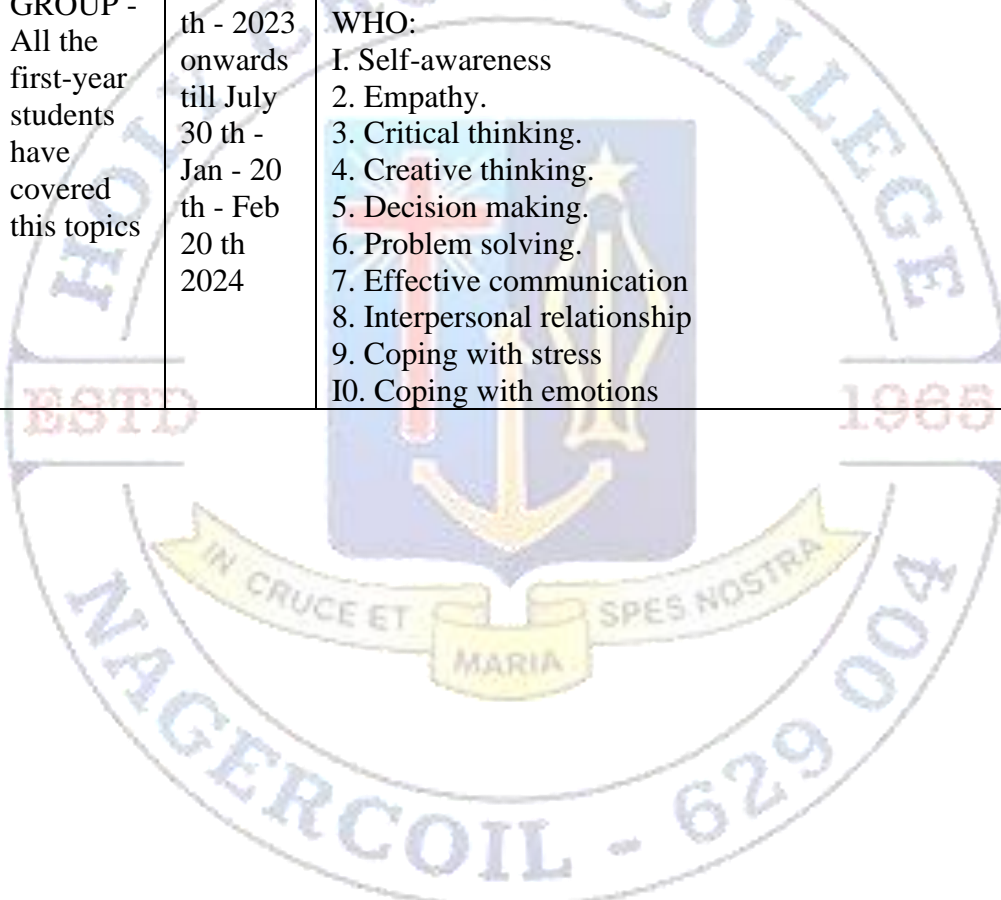 GROUP -
All the
first-year
students
have
covered
this topics
th - 2023
onwards
till July
30 th -
Jan - 20
th - Feb
20 th
2024
WHO:
I. Self-awareness
2. Empathy.
3. Critical thinking.
4. Creative thinking.
5. Decision making.
6. Problem solving.
7. Effective communication
8. Interpersonal relationship
9. Coping with stress
I0. Coping with emotions
HOLY COLLEGE
ESTD 1965
IN CRUCE ET MARIA SPES NOSTRA
NAGERCOIL - 629 004